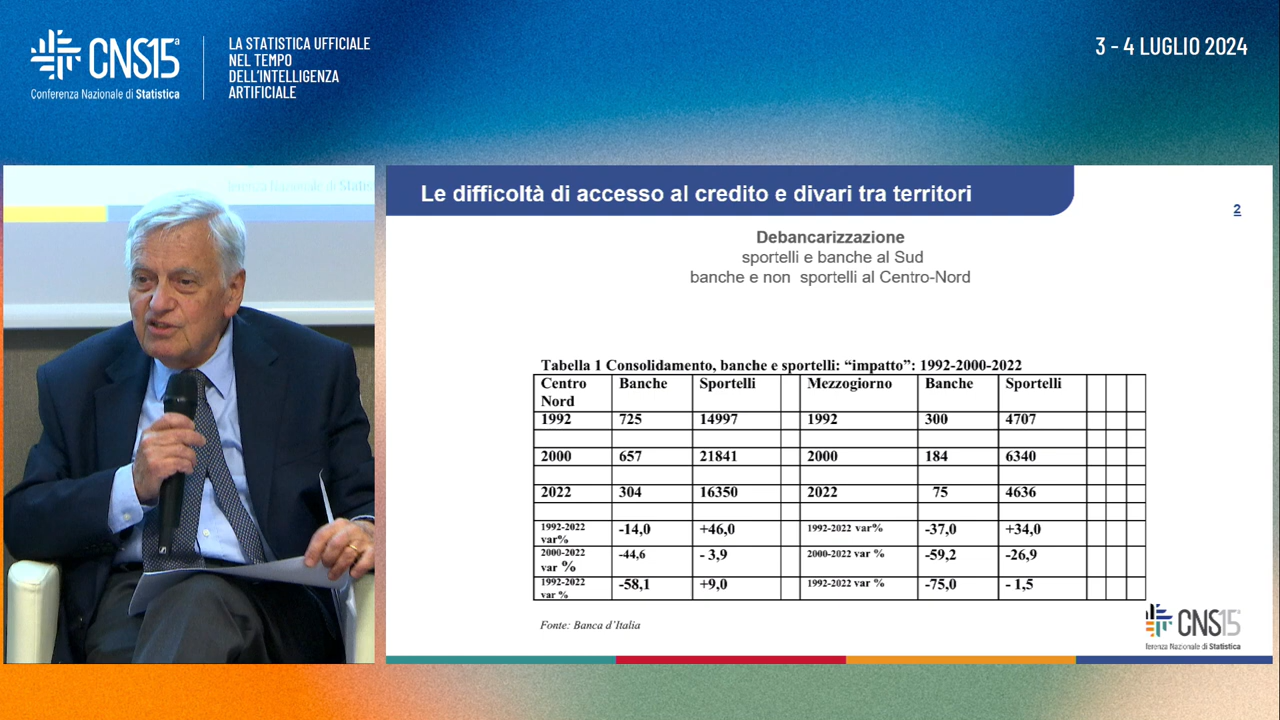 CNS15ª
Conferenza Nazionale di Statistica
LA STATISTICA UFFICIALE
NEL TEMPO
DELL'INTELLIGENZA
ARTIFICIALE
3 - 4 LUGLIO 2024
ferenza Nazionale di Statis
Le difficoltà di accesso al credito e divari tra territori
2
Debancarizzazione
sportelli e banche al Sud
banche e non sportelli al Centro-Nord
Tabella 1 Consolidamento, banche e sportelli: “impatto”: 1992-2000-2022
Centro Nord Banche Sportelli Mezzogiorno Banche Sportelli
1992 725 14997 1992 300 4707
2000 657 21841 2000 184 6340
2022 304 16350 2022 75 4636
1992-2022 var% -14,0 +46,0 1992-2022 var% -37,0 +34,0
2000-2022 var % -44,6 - 3,9 2000-2022 var % -59,2 -26,9
1992-2022 var % -58,1 +9,0 1992-2022 var % -75,0 - 1,5
Fonte: Banca d’Italia
CNS15ª
ferenza Nazionale di Statistica